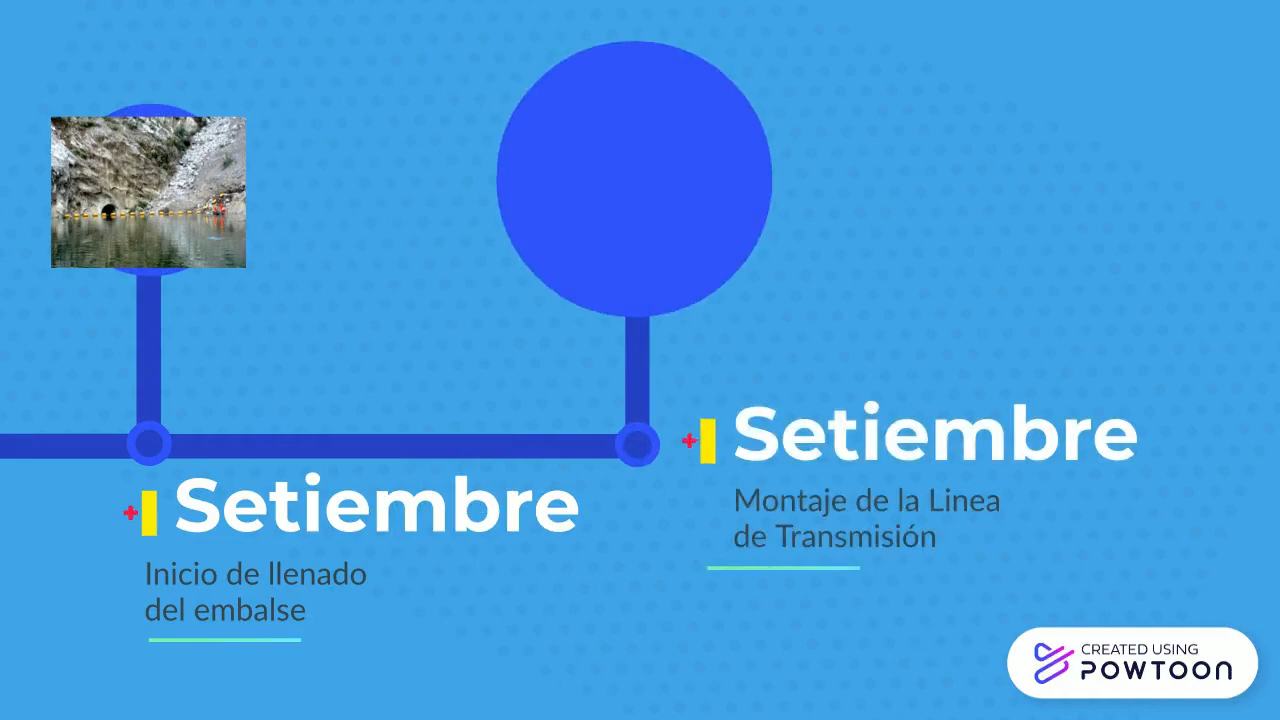 Setiembre
Inicio de llenado
del embalse
Setiembre
Montaje de la Linea
de Transmisión
CREATED USING
POWTOON